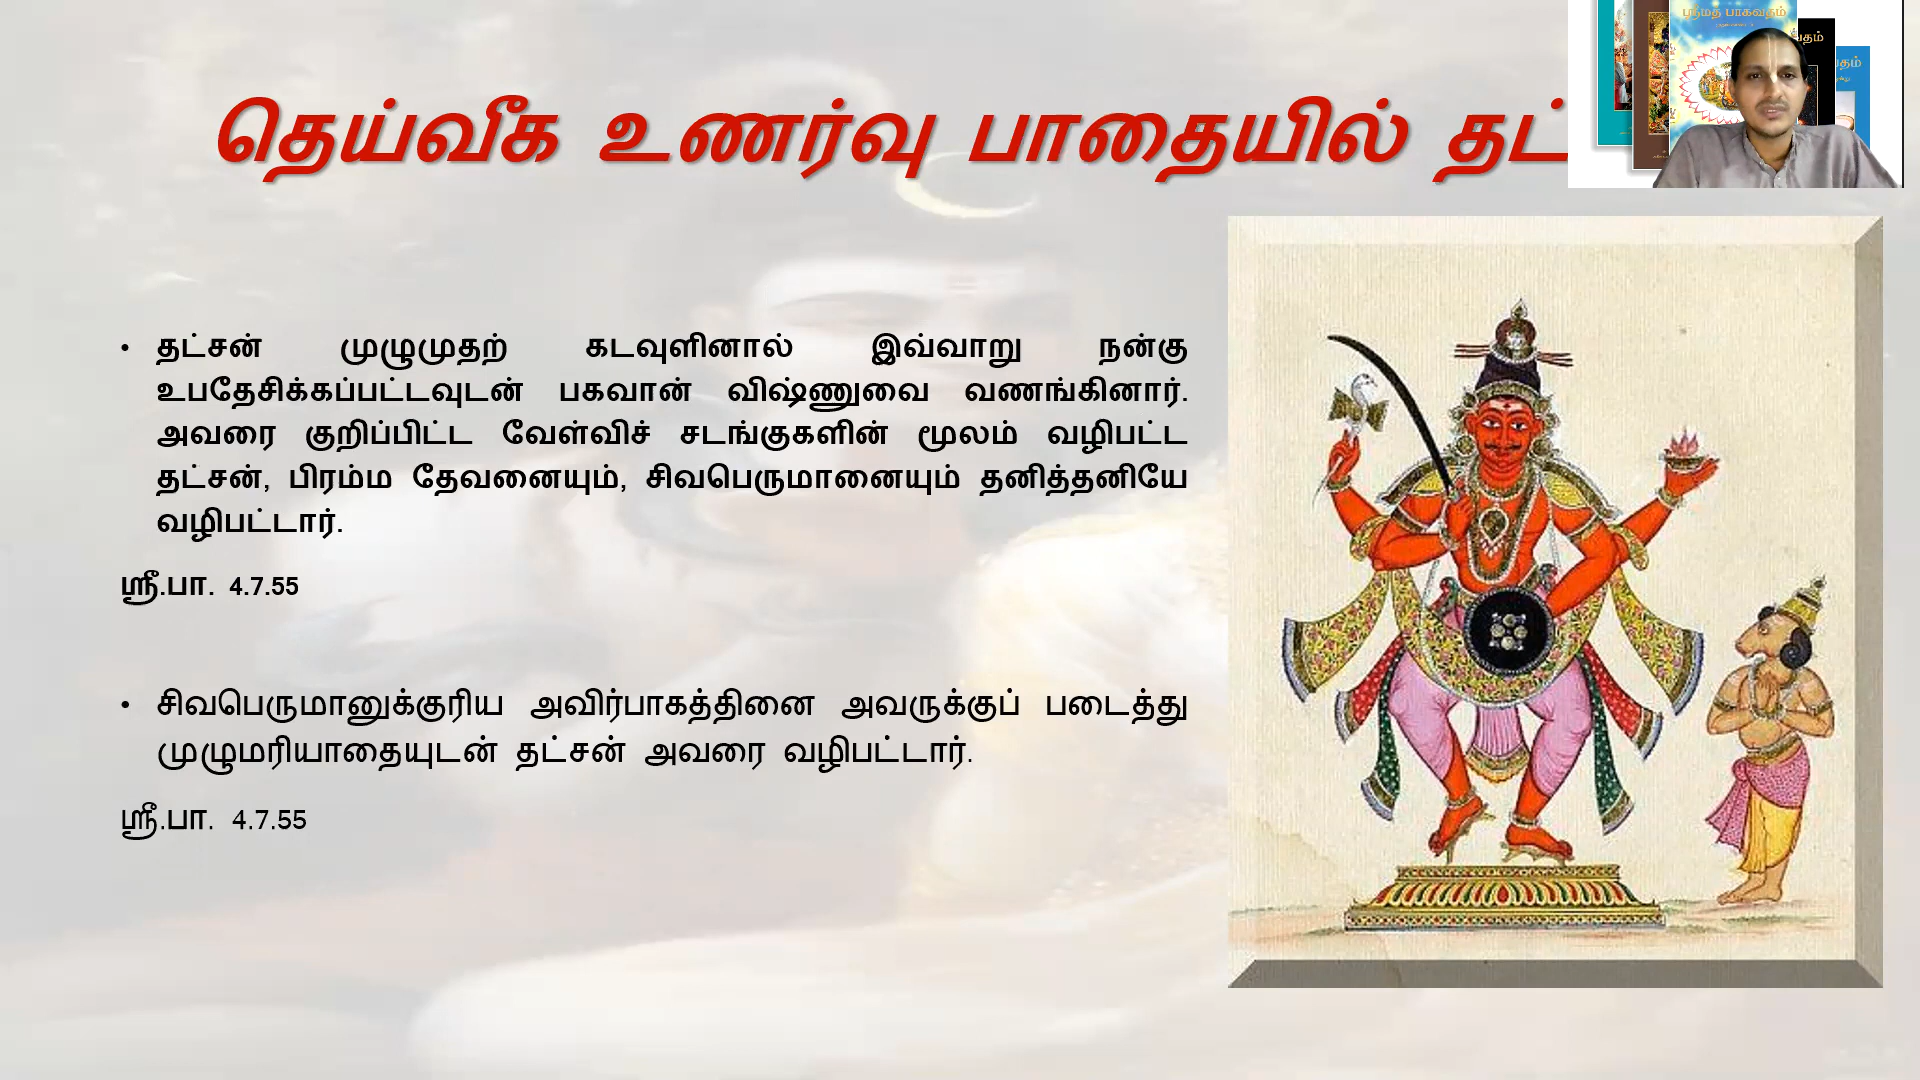 ஸ்ரீமத் பாகவதம்
தெய்வீக உணர்வு பாதையில் தட்
• தட்சன் முழுமுதற் கடவுளினால் இவ்வாறு நன்கு
உபதேசிக்கப்பட்டவுடன் பகவான் விஷ்ணுவை வணங்கினார்.
அவரை குறிப்பிட்ட வேள்விச் சடங்குகளின் மூலம் வழிபட்ட
தட்சன், பிரம்ம தேவனையும், சிவபெருமானையும் தனித்தனியே
வழிபட்டார்.
ஸ்ரீ.பா. 4.7.55
• சிவபெருமானுக்குரிய அவிர்பாகத்தினை அவருக்குப் படைத்து
முழுமரியாதையுடன் தட்சன் அவரை வழிபட்டார்.
ஸ்ரீ.பா. 4.7.55